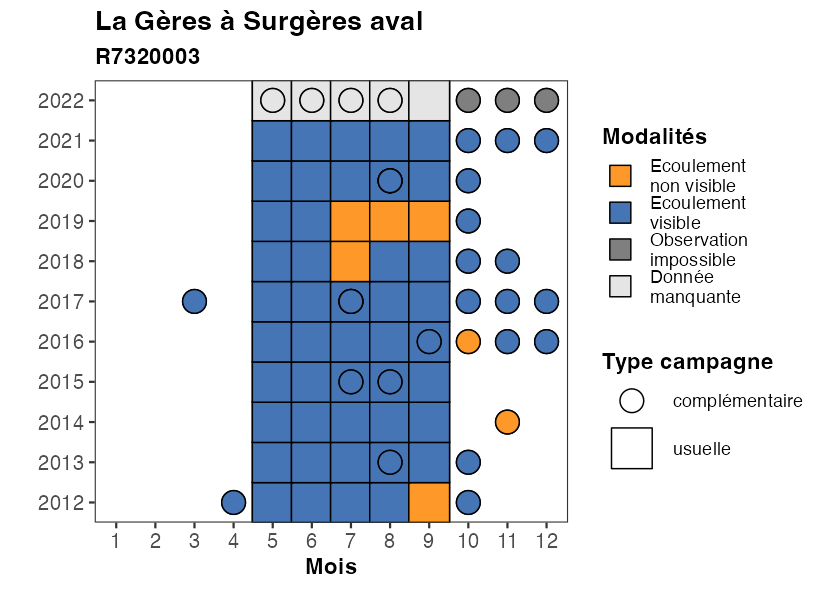 La Gères à Surgères aval
R7320003
2022
2021
2020
2019
2018
2017
2016
2015
2014
2013
2012
1 2 3 4 5 6 7 8 9 10 11 12
Mois
Modalités
Ecoulement
non visible
Ecoulement
visible
Observation
impossible
Donnée
manquante
Type campagne
complémentaire
usuelle